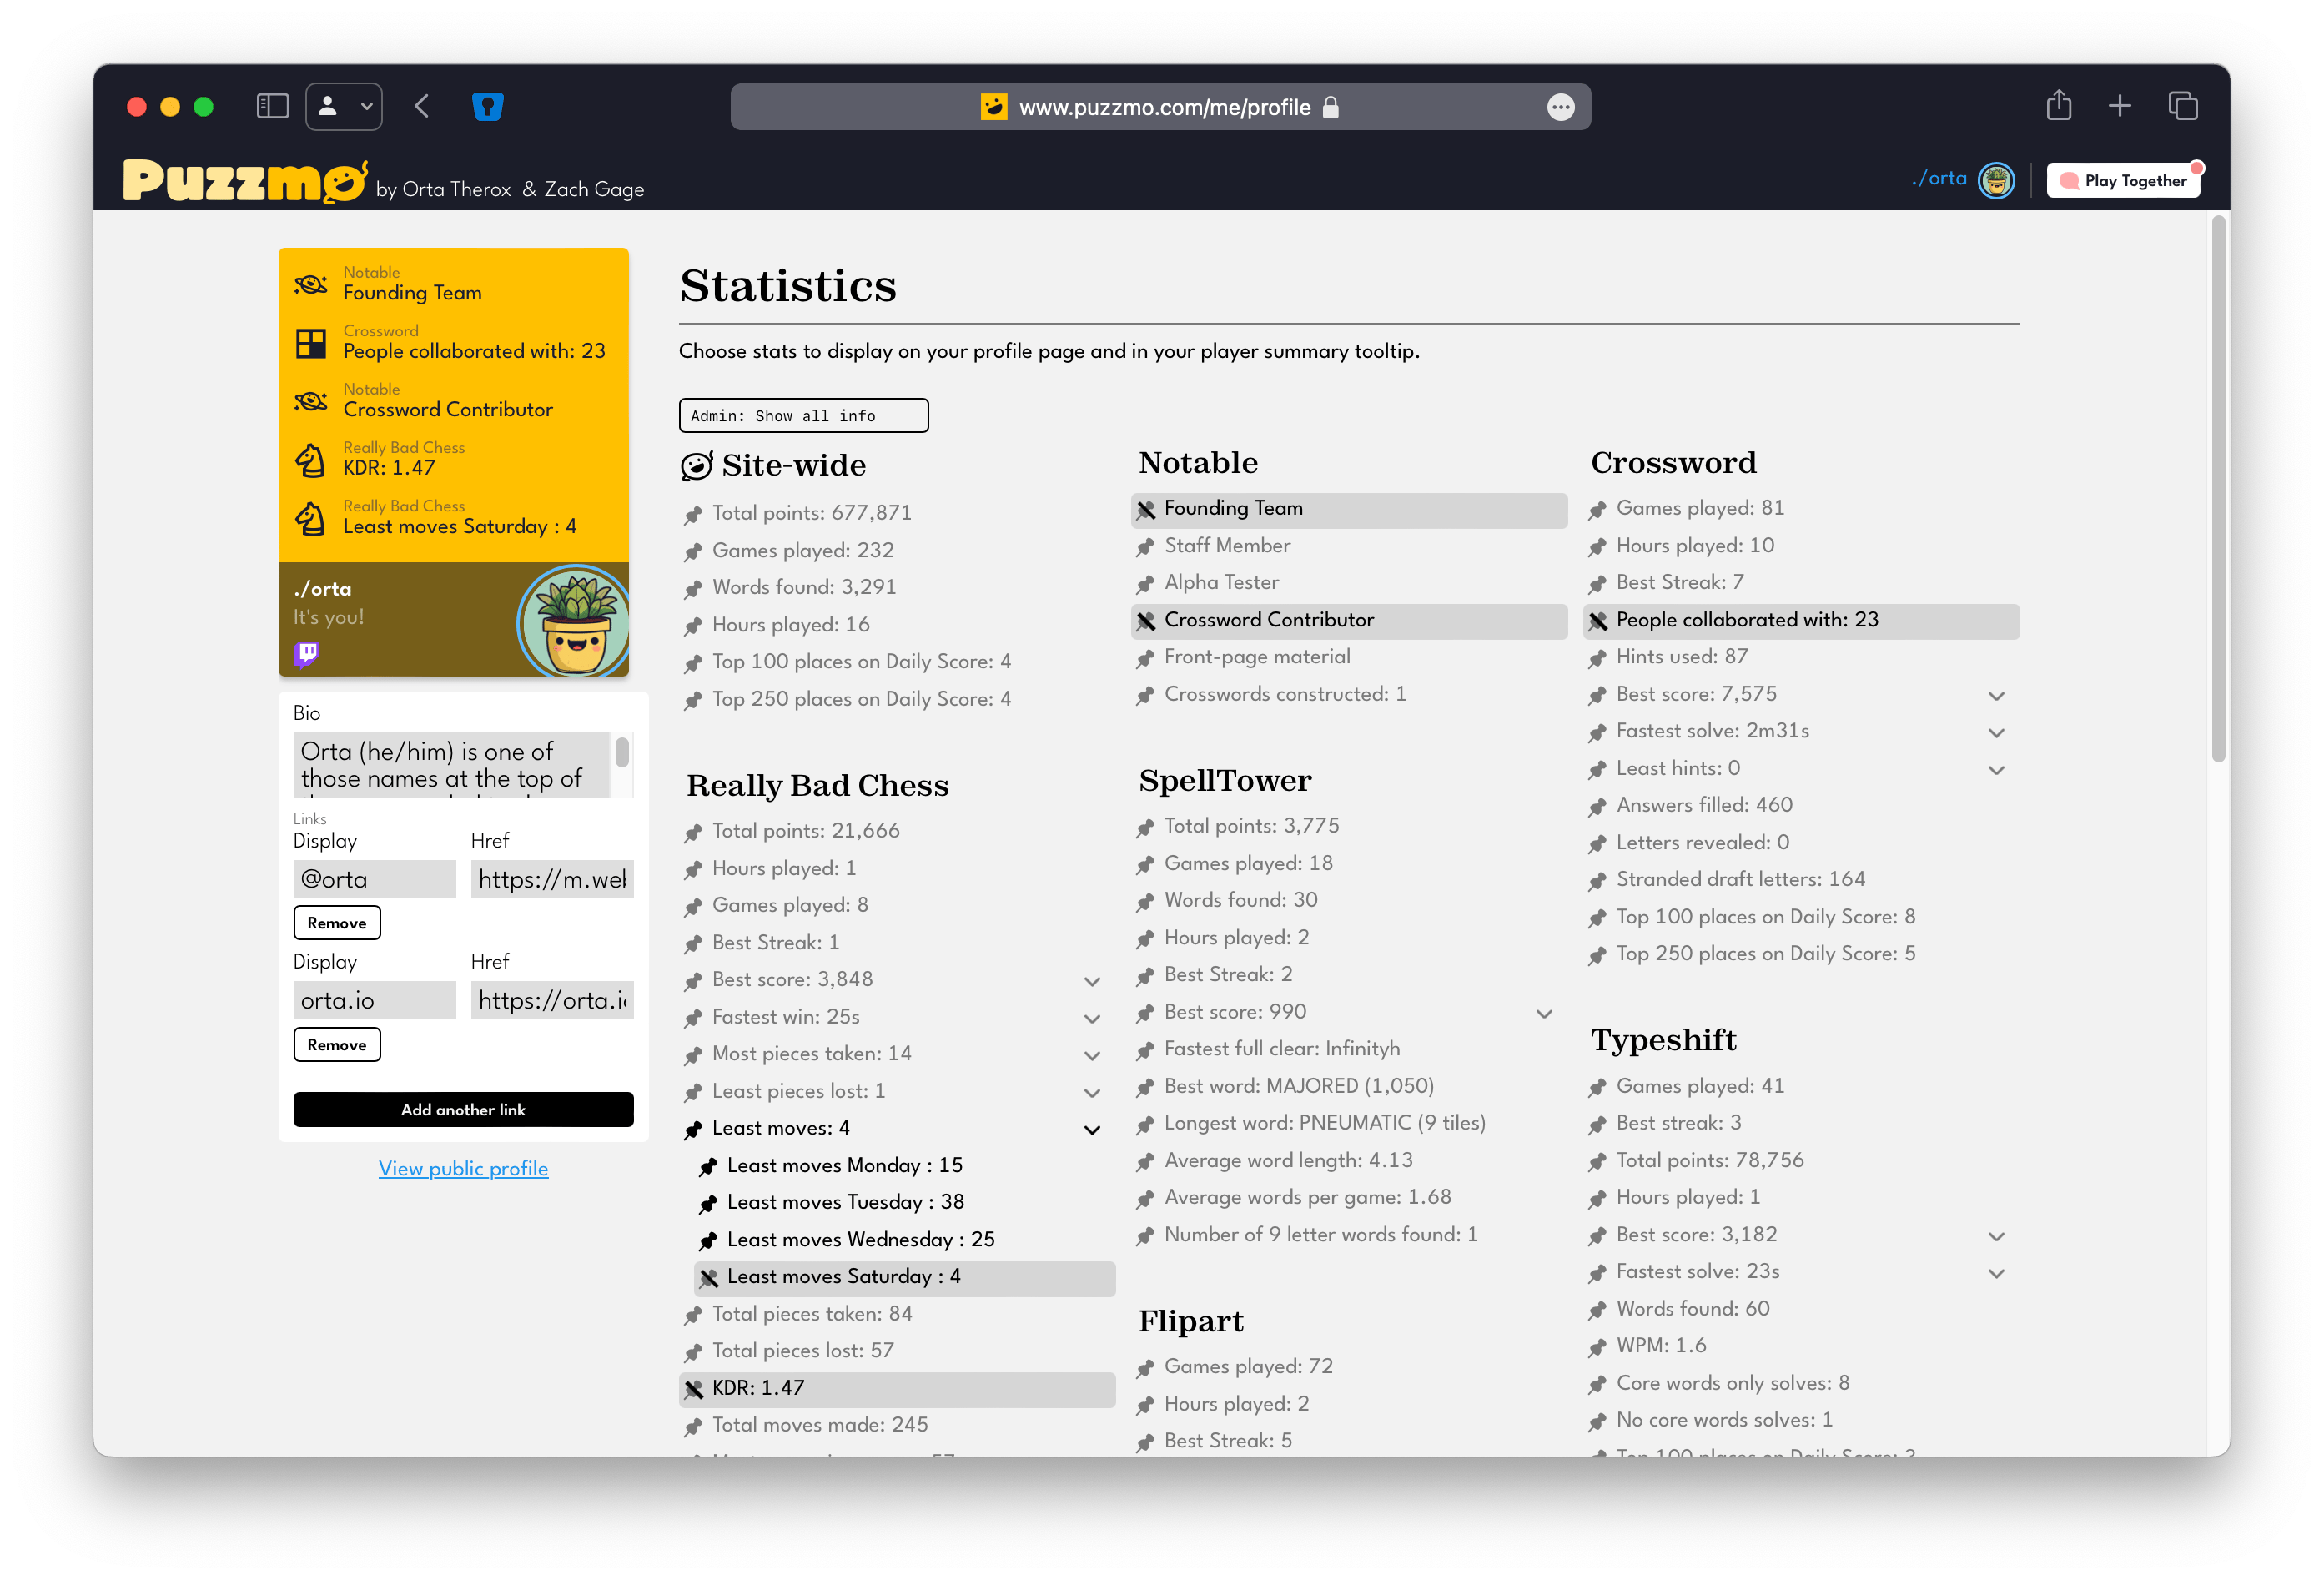 www.puzzmo.com/me/profile
Puzzmo by Orta Therox & Zach Gage
./orta
Play Together
Notable
Founding Team
Crossword
People collaborated with: 23
Notable
Crossword Contributor
Really Bad Chess
KDR: 1.47
Really Bad Chess
Least moves Saturday : 4
./orta
It's you!
Bio
Orta (he/him) is one of
those names at the top of
Links
Display Href
@orta https://m.web
Remove
Display Href
orta.io https://orta.io
Remove
Add another link
View public profile
Statistics
Choose stats to display on your profile page and in your player summary tooltip.
Admin: Show all info
Site-wide
Total points: 677,871
Games played: 232
Words found: 3,291
Hours played: 16
Top 100 places on Daily Score: 4
Top 250 places on Daily Score: 4
Really Bad Chess
Total points: 21,666
Hours played: 1
Games played: 8
Best Streak: 1
Best score: 3,848
Fastest win: 25s
Most pieces taken: 14
Least pieces lost: 1
Least moves: 4
Least moves Monday : 15
Least moves Tuesday : 38
Least moves Wednesday : 25
Least moves Saturday : 4
Total pieces taken: 84
Total pieces lost: 57
KDR: 1.47
Total moves made: 245
Notable
Founding Team
Staff Member
Alpha Tester
Crossword Contributor
Front-page material
Crosswords constructed: 1
SpellTower
Total points: 3,775
Games played: 18
Words found: 30
Hours played: 2
Best Streak: 2
Best score: 990
Fastest full clear: Infinityh
Best word: MAJORED (1,050)
Longest word: PNEUMATIC (9 tiles)
Average word length: 4.13
Average words per game: 1.68
Number of 9 letter words found: 1
Flipart
Games played: 72
Hours played: 2
Best Streak: 5
Crossword
Games played: 81
Hours played: 10
Best Streak: 7
People collaborated with: 23
Hints used: 87
Best score: 7,575
Fastest solve: 2m31s
Least hints: 0
Answers filled: 460
Letters revealed: 0
Stranded draft letters: 164
Top 100 places on Daily Score: 8
Top 250 places on Daily Score: 5
Typeshift
Games played: 41
Best streak: 3
Total points: 78,756
Hours played: 1
Best score: 3,182
Fastest solve: 23s
Words found: 60
WPM: 1.6
Core words only solves: 8
No core words solves: 1
Top 100 places on Daily Score: 3